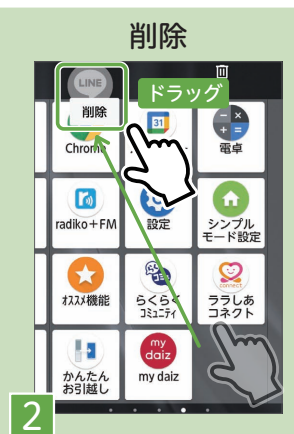 削除
LINE
削除
ドラッグ
Chrome
31
電卓
radiko+FM
設定
シンプル
モード設定
オススメ機能
らくらく
コミュニティ
connect
ララしあ
コネクト
かんたん
お引越し
my
daiz
my daiz
2